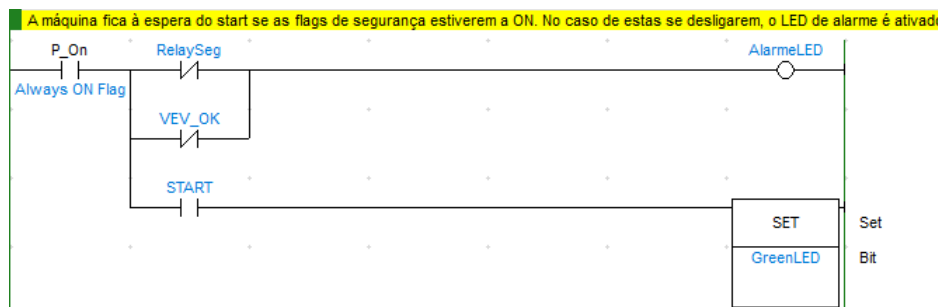 A máquina fica à espera do start se as flags de segurança estiverem a ON. No caso de estas se desligarem, o LED de alarme é ativado
P_On RelaySeg AlarmeLED
Always ON Flag
VEV_OK
START
SET Set
GreenLED Bit